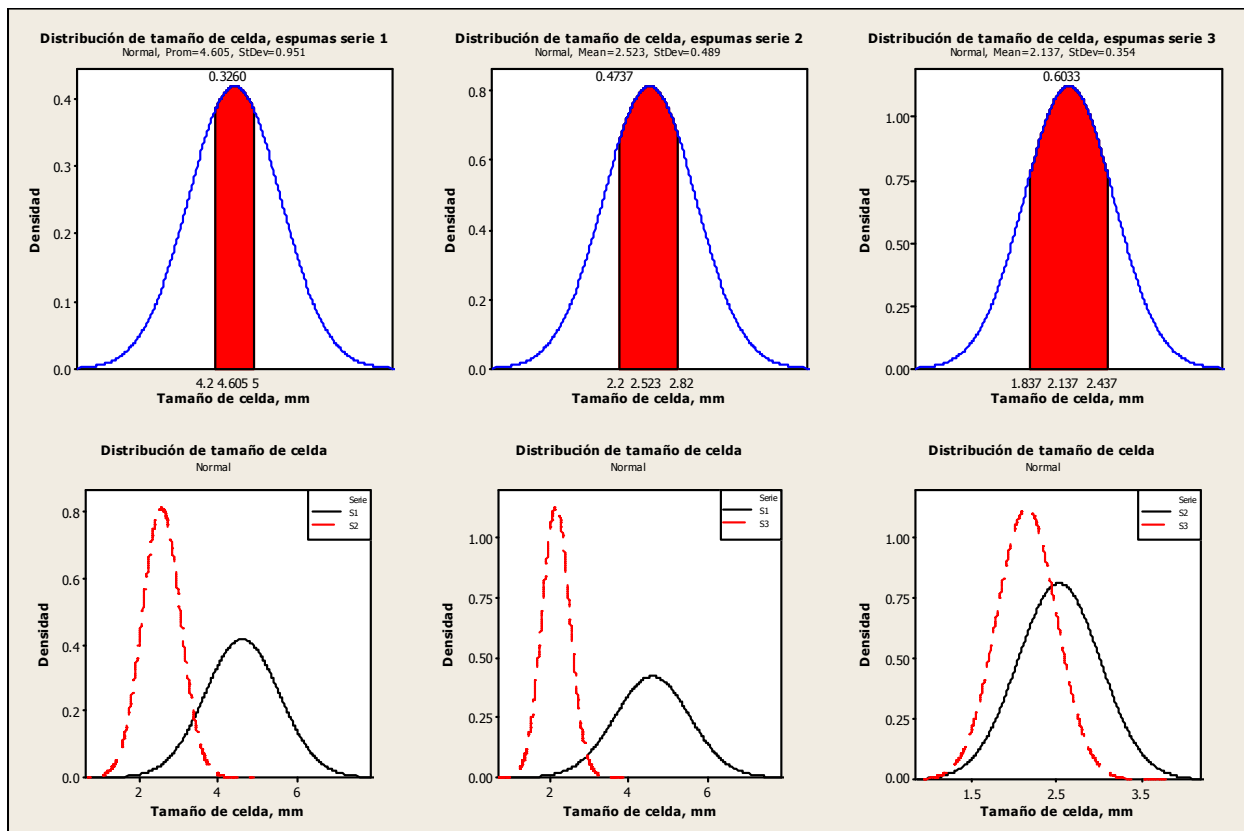 Distribución de tamaño de celda, espumas serie 1
Normal, Prom=4.605, StDev=0.951
0.3260
0.4
0.3
0.2
0.1
0.0
Densidad
4.2 4.605 5
Tamaño de celda, mm
Distribución de tamaño de celda, espumas serie 2
Normal, Mean=2.523, StDev=0.489
0.4737
0.8
0.6
0.4
0.2
0.0
Densidad
2.2 2.523 2.82
Tamaño de celda, mm
Distribución de tamaño de celda, espumas serie 3
Normal, Mean=2.137, StDev=0.354
0.6033
1.00
0.75
0.50
0.25
0.00
Densidad
1.837 2.137 2.437
Tamaño de celda, mm
Distribución de tamaño de celda
Normal
Serie
S1
S2
0.8
0.6
0.4
0.2
0.0
Densidad
2 4 6
Tamaño de celda, mm
Distribución de tamaño de celda
Normal
Serie
S1
S3
1.00
0.75
0.50
0.25
0.00
Densidad
2 4 6
Tamaño de celda, mm
Distribución de tamaño de celda
Normal
Serie
S2
S3
1.00
0.75
0.50
0.25
0.00
Densidad
1.5 2.5 3.5
Tamaño de celda, mm